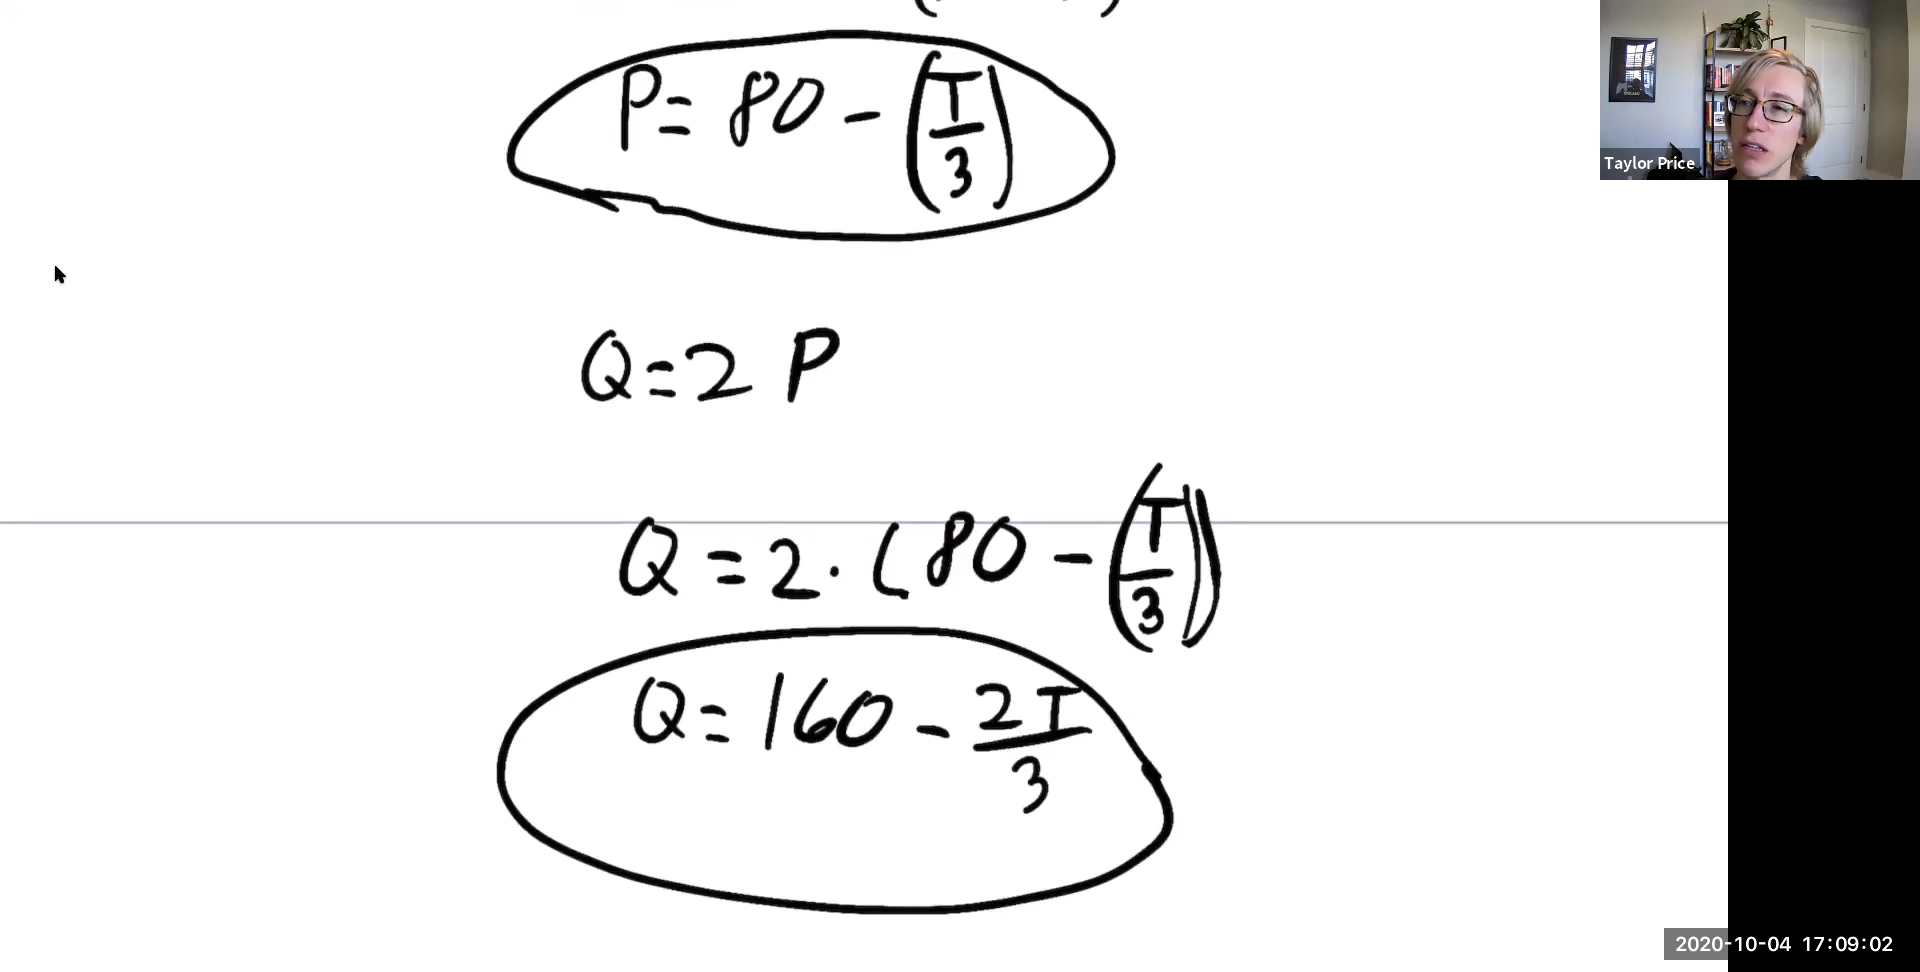 P = 80 - (T/3)
Taylor Price
Q = 2 P
Q = 2 · (80 - (T/3))
Q = 160 - 2T/3
2020-10-04 17:09:02